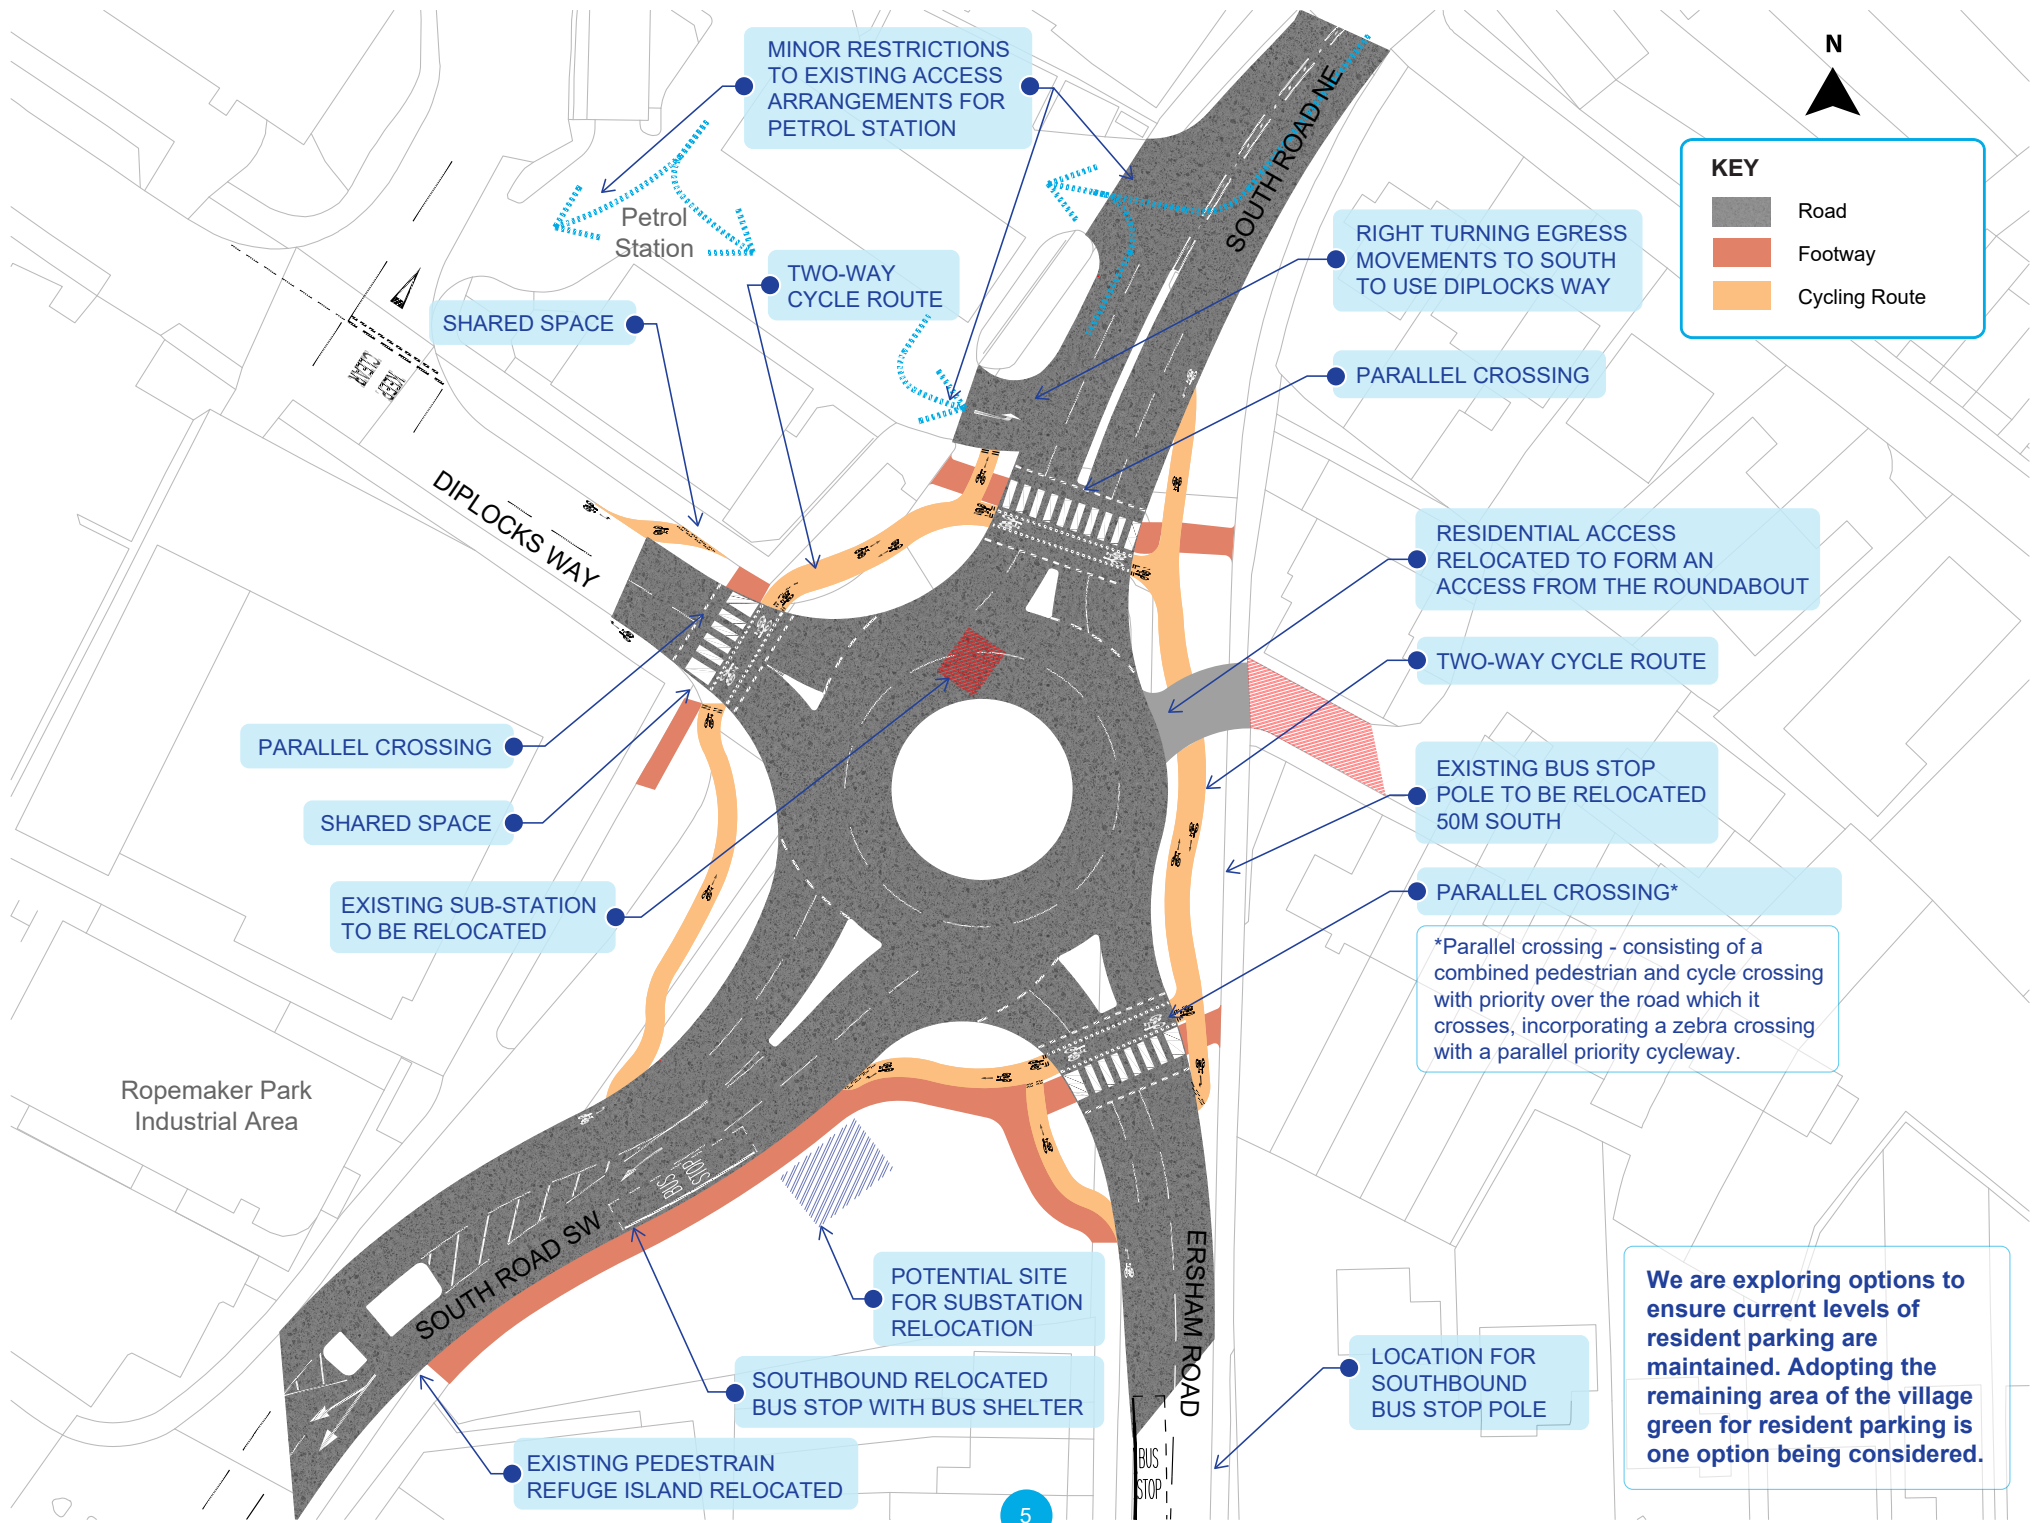 MINOR RESTRICTIONS
TO EXISTING ACCESS
ARRANGEMENTS FOR
PETROL STATION
N
SOUTH ROAD NE
KEY
Road
Footway
Cycling Route
Petrol
Station
TWO-WAY
CYCLE ROUTE
RIGHT TURNING EGRESS
MOVEMENTS TO SOUTH
TO USE DIPLOCKS WAY
SHARED SPACE
KEEP
CLEAR
PARALLEL CROSSING
DIPLOCKS WAY
RESIDENTIAL ACCESS
RELOCATED TO FORM AN
ACCESS FROM THE ROUNDABOUT
TWO-WAY CYCLE ROUTE
PARALLEL CROSSING
EXISTING BUS STOP
POLE TO BE RELOCATED
50M SOUTH
SHARED SPACE
PARALLEL CROSSING*
EXISTING SUB-STATION
TO BE RELOCATED
*Parallel crossing - consisting of a
combined pedestrian and cycle crossing
with priority over the road which it
crosses, incorporating a zebra crossing
with a parallel priority cycleway.
Ropemaker Park
Industrial Area
BUS
STOP
SOUTH ROAD SW
ERSHAM ROAD
POTENTIAL SITE
FOR SUBSTATION
RELOCATION
We are exploring options to
ensure current levels of
resident parking are
maintained. Adopting the
remaining area of the village
green for resident parking is
one option being considered.
LOCATION FOR
SOUTHBOUND
BUS STOP POLE
SOUTHBOUND RELOCATED
BUS STOP WITH BUS SHELTER
BUS
STOP
EXISTING PEDESTRAIN
REFUGE ISLAND RELOCATED
5